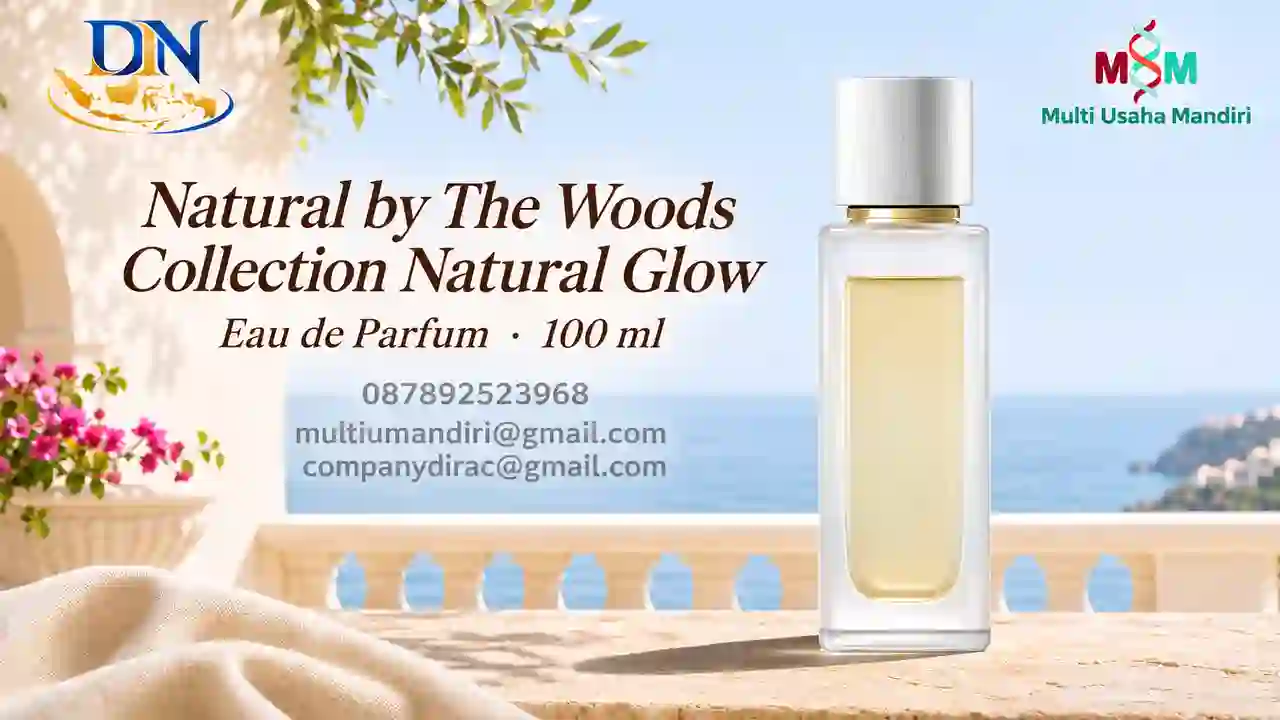 DN
MSM
Multi Usaha Mandiri
Natural by The Woods
Collection Natural Glow
Eau de Parfum · 100 ml
087892523968
multiumandiri@gmail.com
companydirac@gmail.com